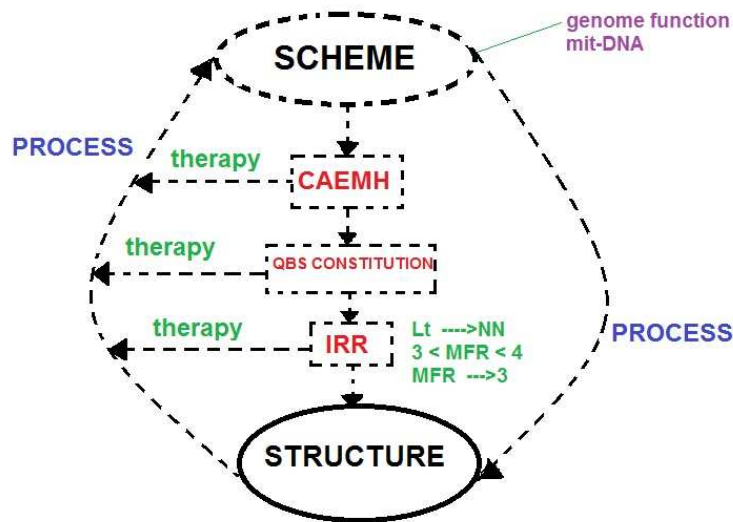 genome function
mit-DNA
SCHEME
PROCESS
therapy
CAEMH
therapy
QBS CONSTITUTION
therapy
IRR
Lt ---->NN
3 < MFR < 4
MFR --->3
PROCESS
STRUCTURE